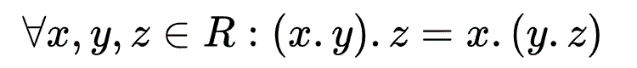 ∀x, y, z ∈ R : (x. y). z = x. (y. z)